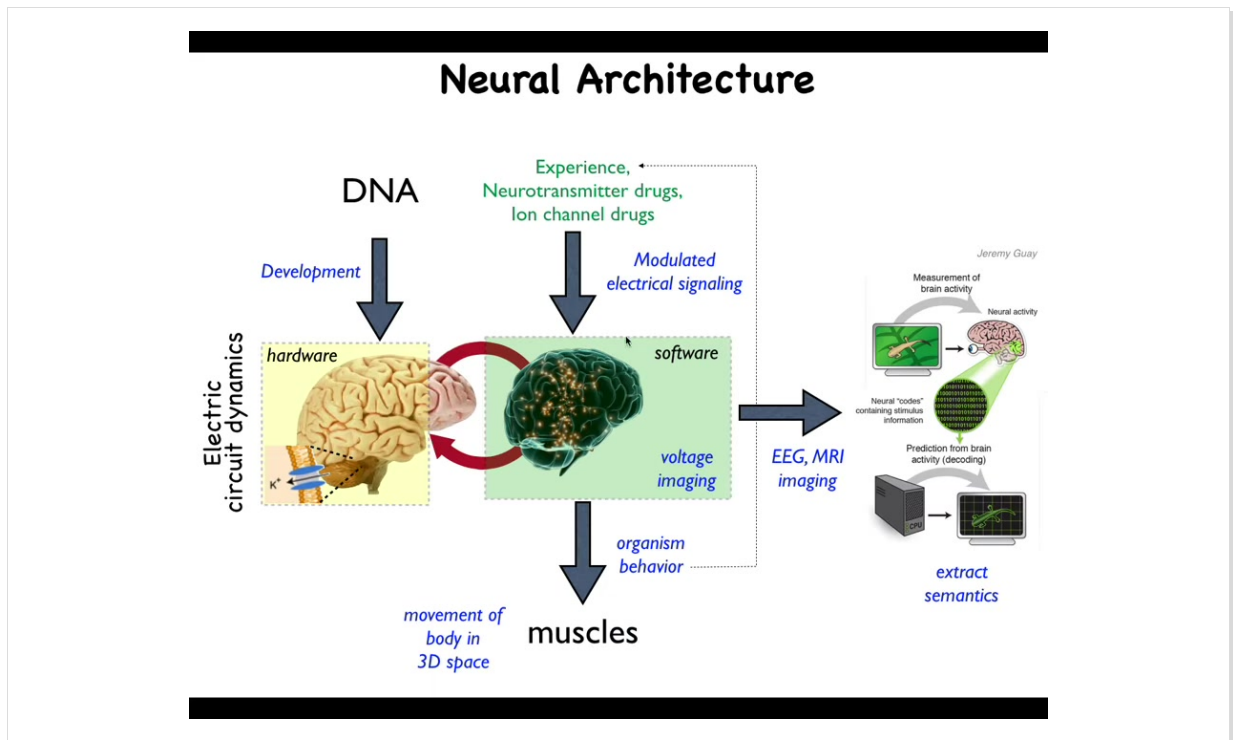 Neural Architecture
DNA
Experience,
Neurotransmitter drugs,
Ion channel drugs
Development
Modulated
electrical signaling
Electric
circuit dynamics
hardware
K+
software
voltage
imaging
EEG, MRI
imaging
organism
behavior
movement of
body in
3D space
muscles
Jeremy Guay
Measurement of
brain activity
Neural activity
Neural "codes"
containing stimulus
information
Prediction from brain
activity (decoding)
CPU
extract
semantics